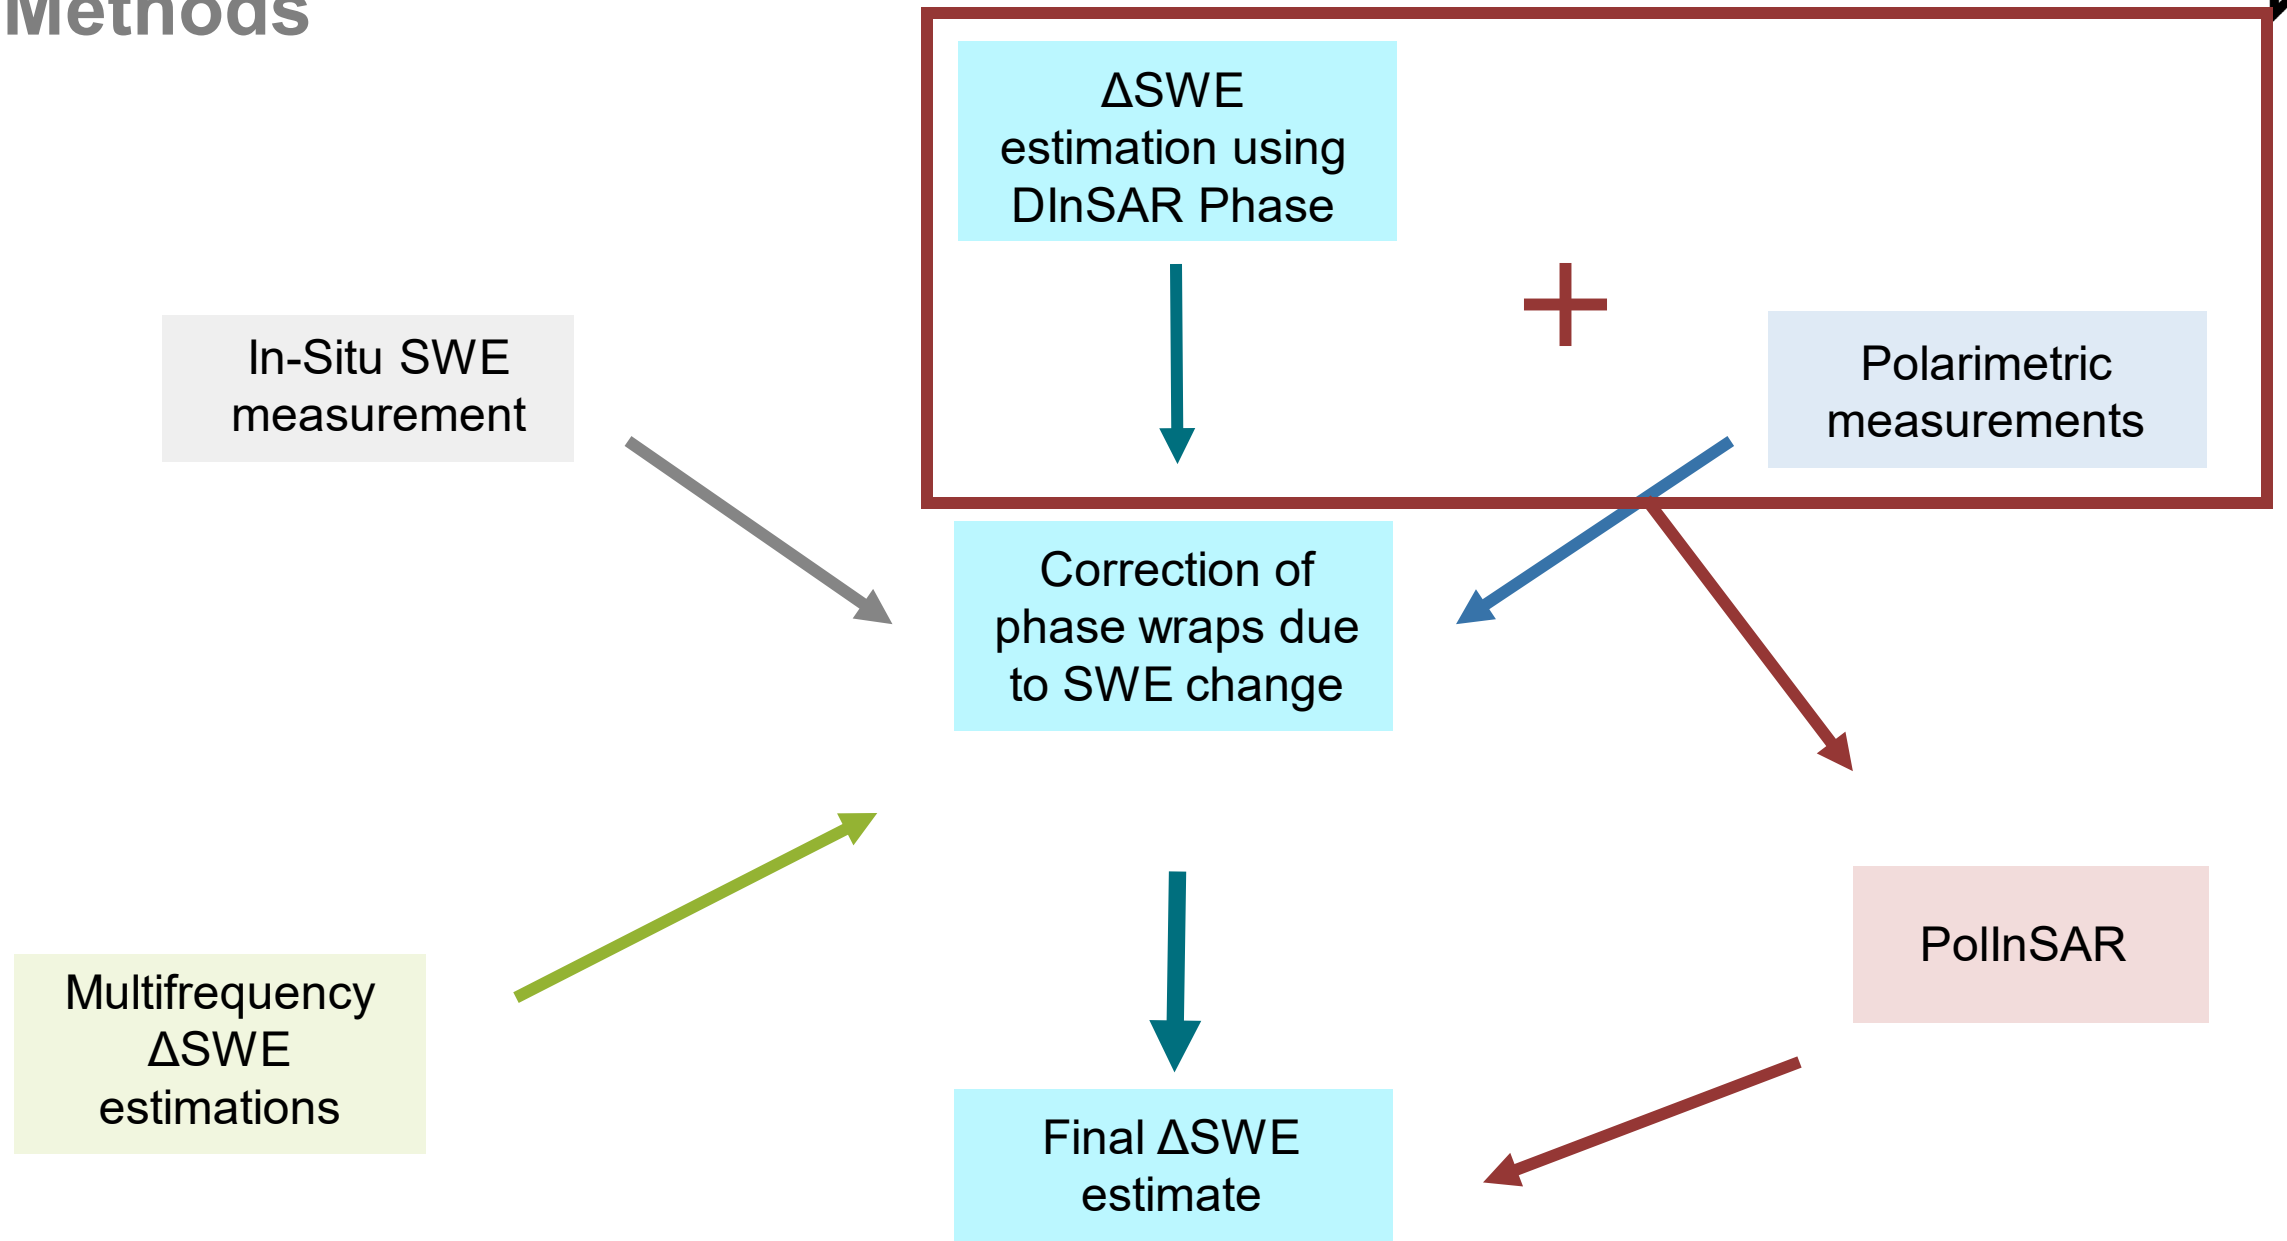 Methods
ΔSWE
estimation using
DInSAR Phase
In-Situ SWE
measurement
Polarimetric
measurements
Correction of
phase wraps due
to SWE change
PolInSAR
Multifrequency
ΔSWE
estimations
Final ΔSWE
estimate